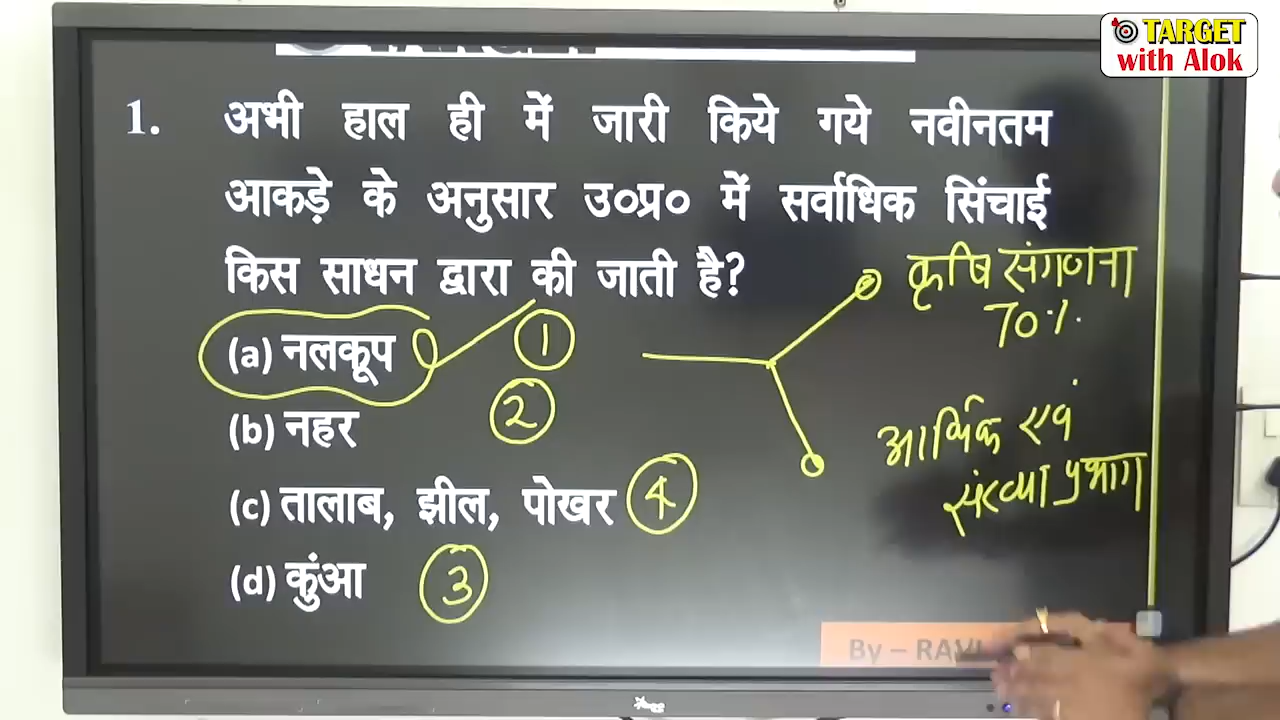 TARGET
with Alok
1. अभी हाल ही में जारी किये गये नवीनतम
आकड़े के अनुसार उ०प्र० में सर्वाधिक सिंचाई
किस साधन द्वारा की जाती है?
(a) नलकूप 1
(b) नहर 2
(c) तालाब, झील, पोखर 4
(d) कुंआ 3
कृषि संगणना
70%
आर्थिक एवं
संख्या प्रभाग
By – RAVI